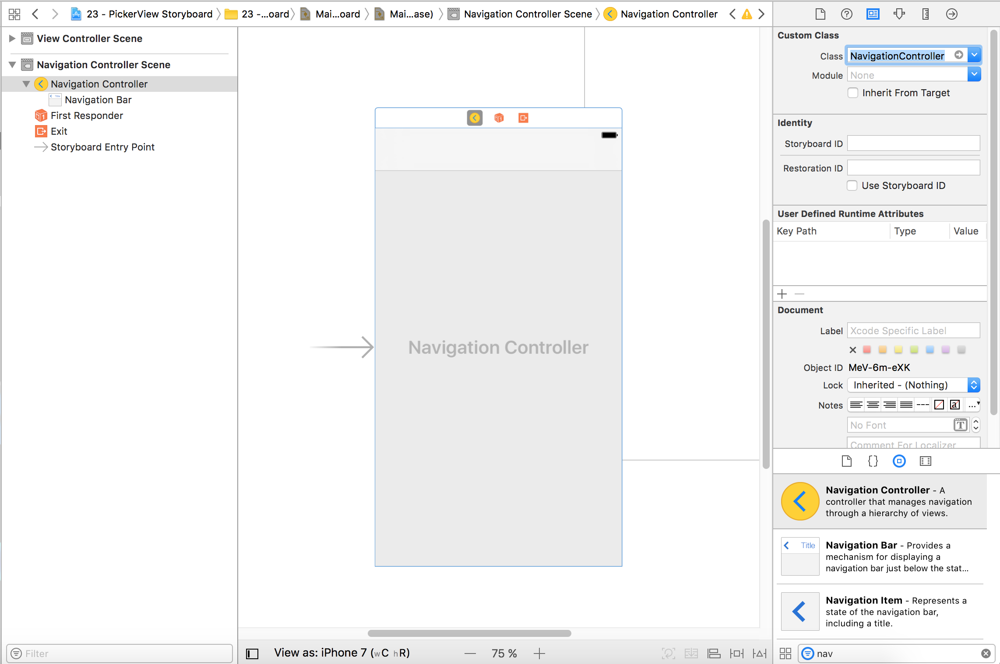 23 - PickerView Storyboard 23 -...oard Mai...oard Mai...ase) Navigation Controller Scene Navigation Controller
View Controller Scene
Navigation Controller Scene
Navigation Controller
Title
Navigation Bar
First Responder
Exit
Storyboard Entry Point
Filter
Navigation Controller
View as: iPhone 7 (wC hR)
75 %
Custom Class
Class NavigationController
Module None
Inherit From Target
Identity
Storyboard ID
Restoration ID
Use Storyboard ID
User Defined Runtime Attributes
Key Path Type Value
Document
Label Xcode Specific Label
Object ID MeV-6m-eXK
Lock Inherited - (Nothing)
Notes
No Font
Comment For Localizer
Navigation Controller - A
controller that manages navigation
through a hierarchy of views.
Title
Navigation Bar - Provides a
mechanism for displaying a
navigation bar just below the stat...
Navigation Item - Represents a
state of the navigation bar,
including a title.
nav